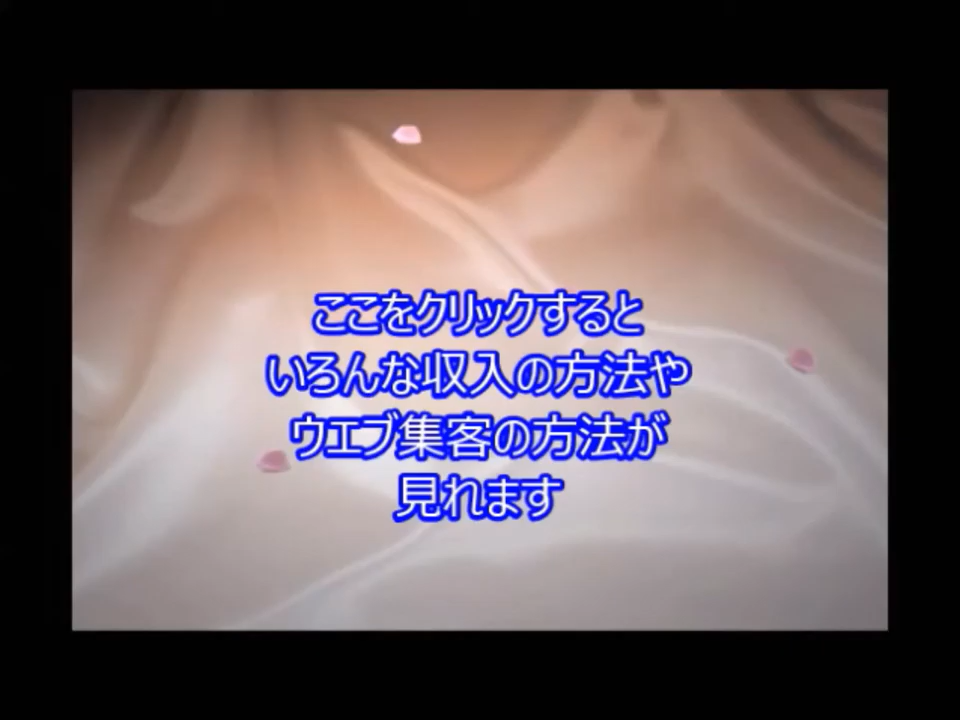 ここをクリックすると
いろんな収入の方法や
ウエブ集客の方法が
見れます